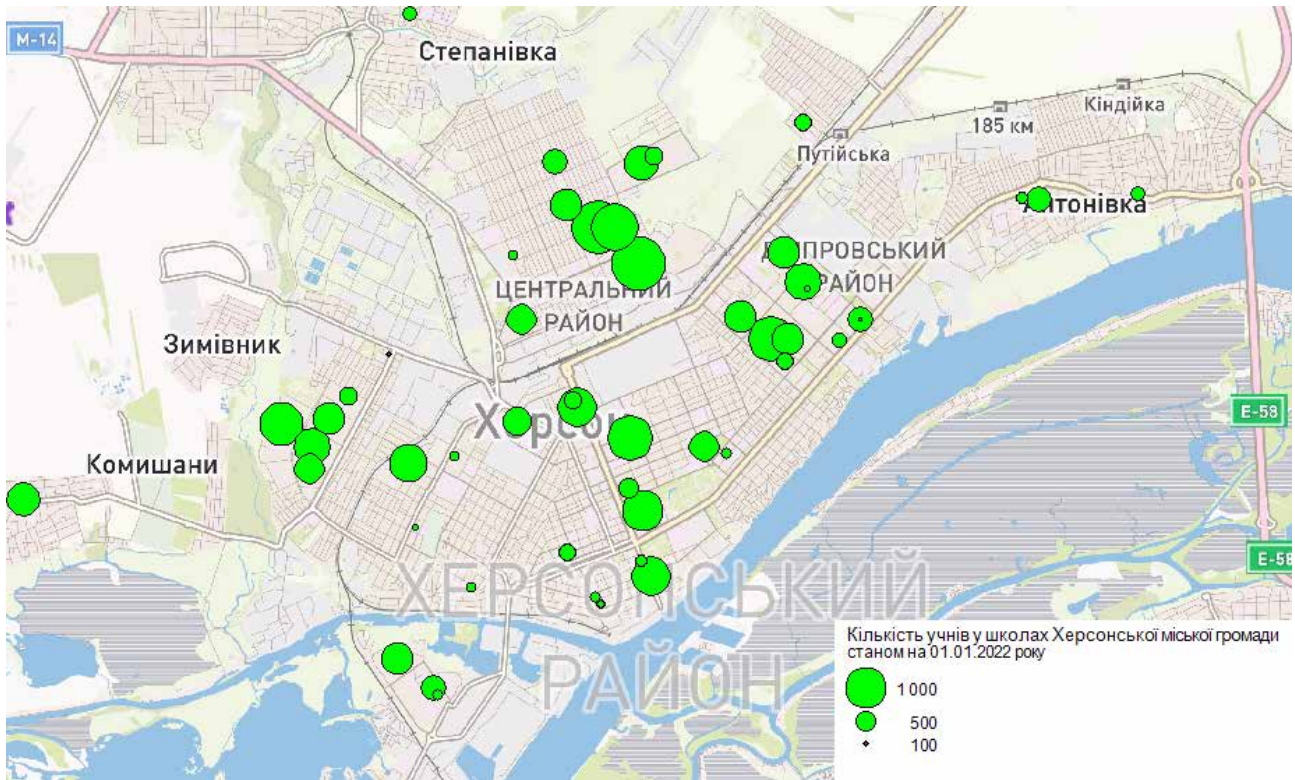 М-14
Степанівка
Кіндійка
185 км
Путійська
Антонівка
ДНІПРОВСЬКИЙ
РАЙОН
ЦЕНТРАЛЬНИЙ
РАЙОН
Зимівник
Херсон
E-58
Комишани
E-58
ХЕРСОНСЬКИЙ
РАЙОН
Кількість учнів у школах Херсонської міської громади
станом на 01.01.2022 року
1 000
500
100